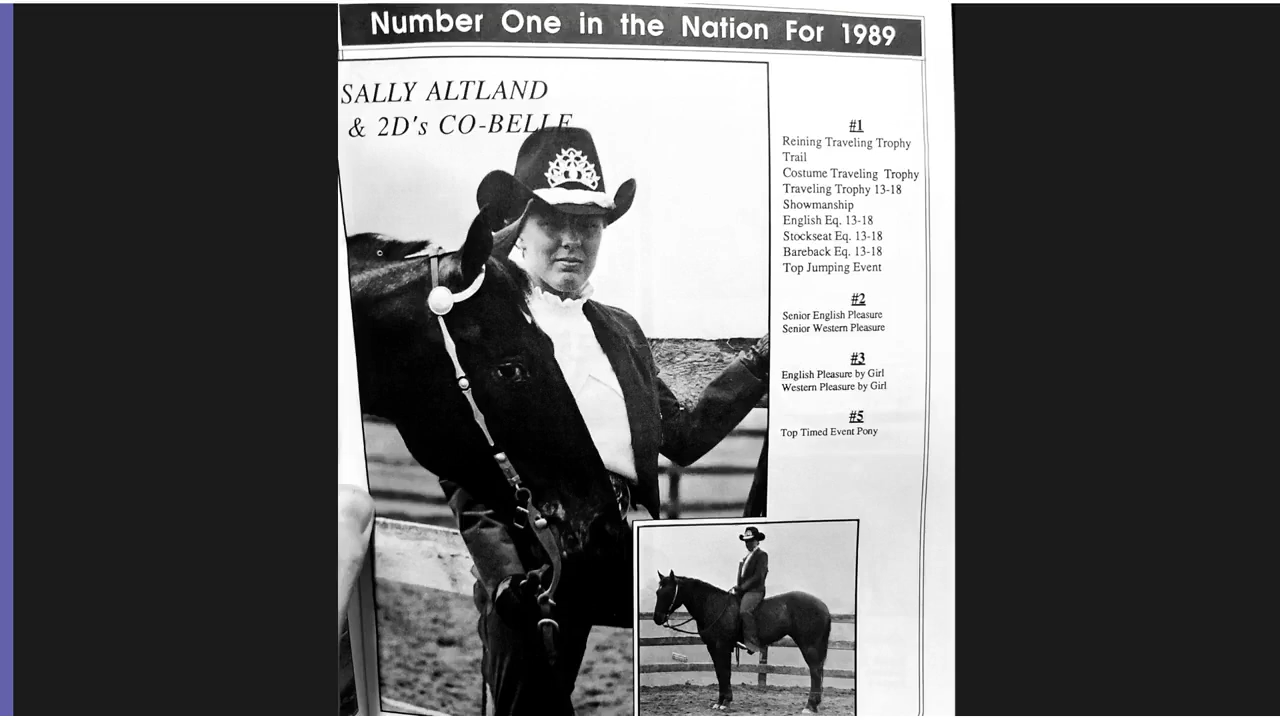 Number One in the Nation For 1989
SALLY ALTLAND
& 2D's CO-BELLE
#1
Reining Traveling Trophy
Trail
Costume Traveling Trophy
Traveling Trophy 13-18
Showmanship
English Eq. 13-18
Stockseat Eq. 13-18
Bareback Eq. 13-18
Top Jumping Event
#2
Senior English Pleasure
Senior Western Pleasure
#3
English Pleasure by Girl
Western Pleasure by Girl
#5
Top Timed Event Pony